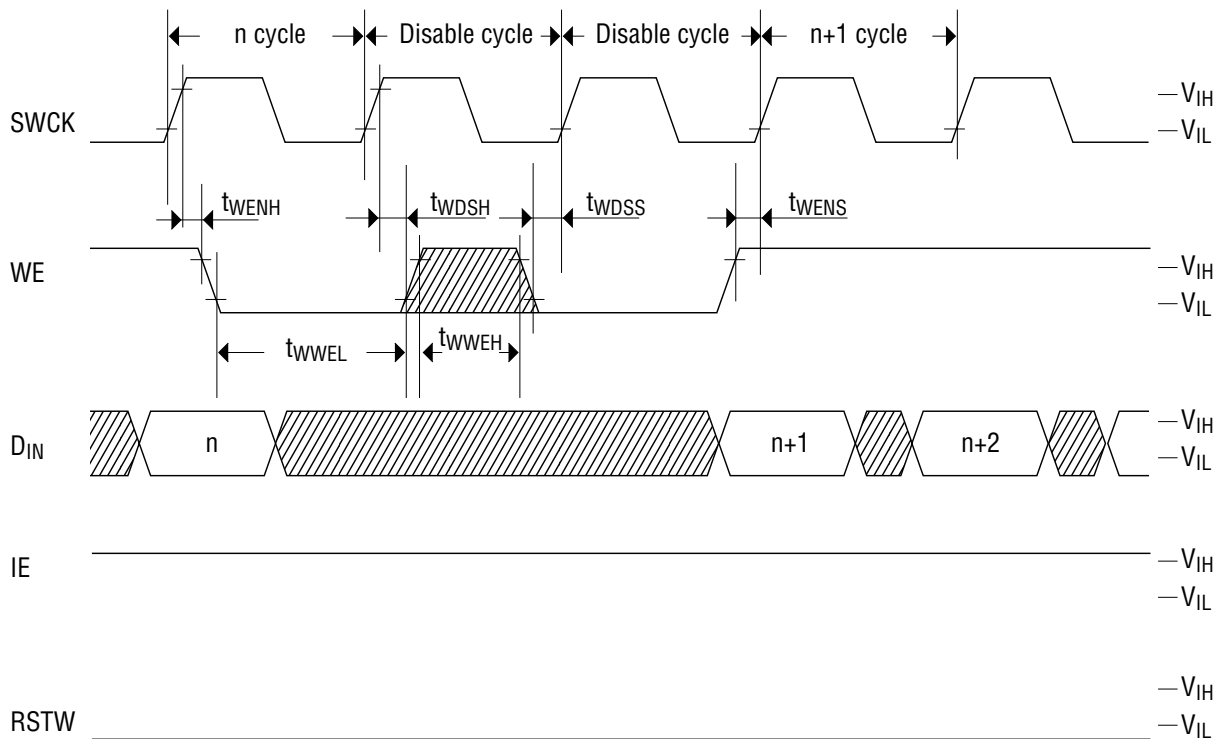 n cycle Disable cycle Disable cycle n+1 cycle
SWCK
VIH
VIL
tWENH tWDSH tWDSS tWENS
WE
VIH
VIL
tWWEL tWWEH
DIN
n n+1 n+2
VIH
VIL
IE
VIH
VIL
RSTW
VIH
VIL